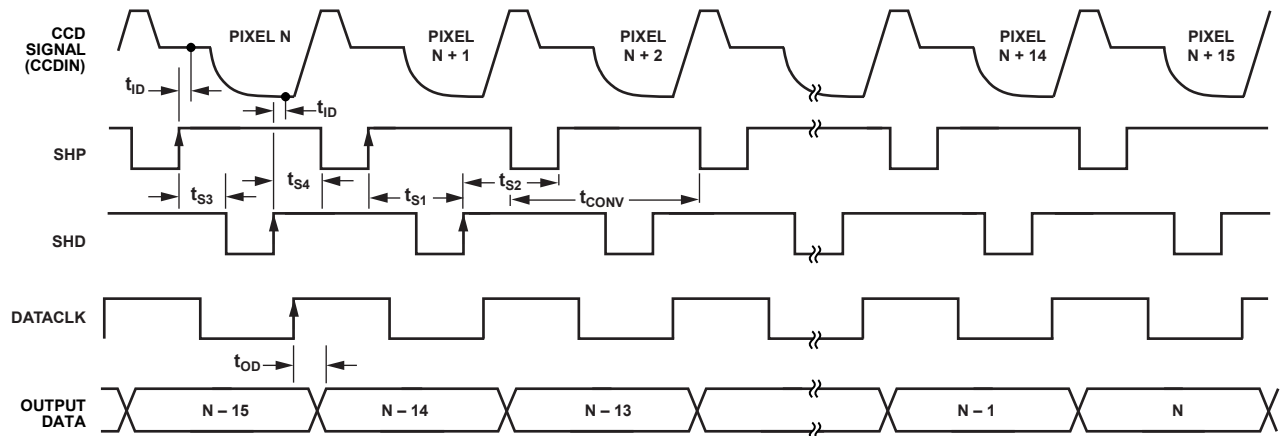 CCD
SIGNAL
(CCDIN)
PIXEL N
PIXEL
N + 1
PIXEL
N + 2
PIXEL
N + 14
PIXEL
N + 15
tID
tID
SHP
tS3
tS4
tS1
tS2
tCONV
SHD
DATACLK
tOD
OUTPUT
DATA
N – 15
N – 14
N – 13
N – 1
N